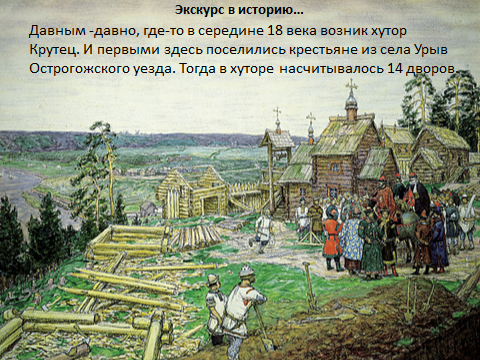 Экскурс в историю...
Давным -давно, где-то в середине 18 века возник хутор
Крутец. И первыми здесь поселились крестьяне из села Урыв
Острогожского уезда. Тогда в хуторе насчитывалось 14 дворов.